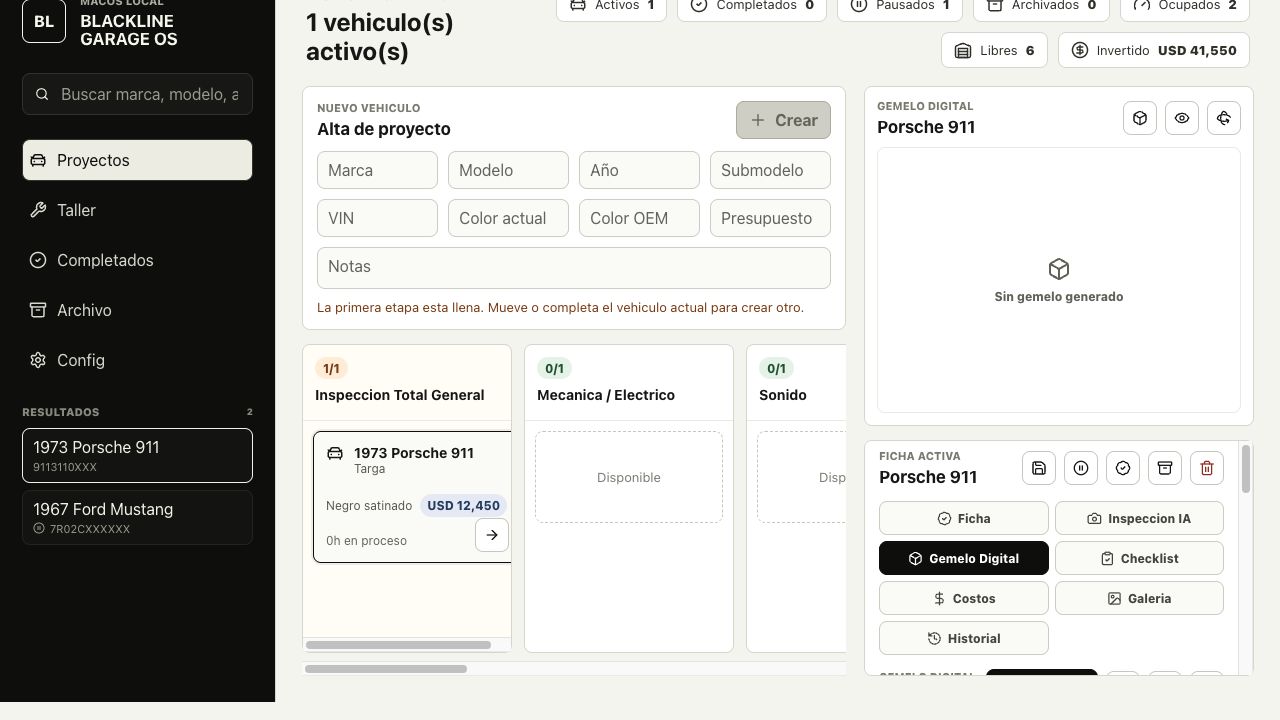 MACOS LOCAL
BL
BLACKLINE
GARAGE OS
Buscar marca, modelo, a
Proyectos
Taller
Completados
Archivo
Config
RESULTADOS 2
1973 Porsche 911
9113110XXX
1967 Ford Mustang
7R02CXXXXXX
1 vehiculo(s)
activo(s)
Activos 1
Completados 0
Pausados 1
Archivados 0
Ocupados 2
Libres 6
Invertido USD 41,550
NUEVO VEHICULO
Alta de proyecto
Crear
Marca
Modelo
Año
Submodelo
VIN
Color actual
Color OEM
Presupuesto
Notas
La primera etapa esta llena. Mueve o completa el vehiculo actual para crear otro.
1/1
Inspeccion Total General
1973 Porsche 911
Targa
Negro satinado USD 12,450
0h en proceso
0/1
Mecanica / Electrico
Disponible
0/1
Sonido
Disp
GEMELO DIGITAL
Porsche 911
Sin gemelo generado
FICHA ACTIVA
Porsche 911
Ficha
Inspeccion IA
Gemelo Digital
Checklist
Costos
Galeria
Historial
GEMELO DIGITAL